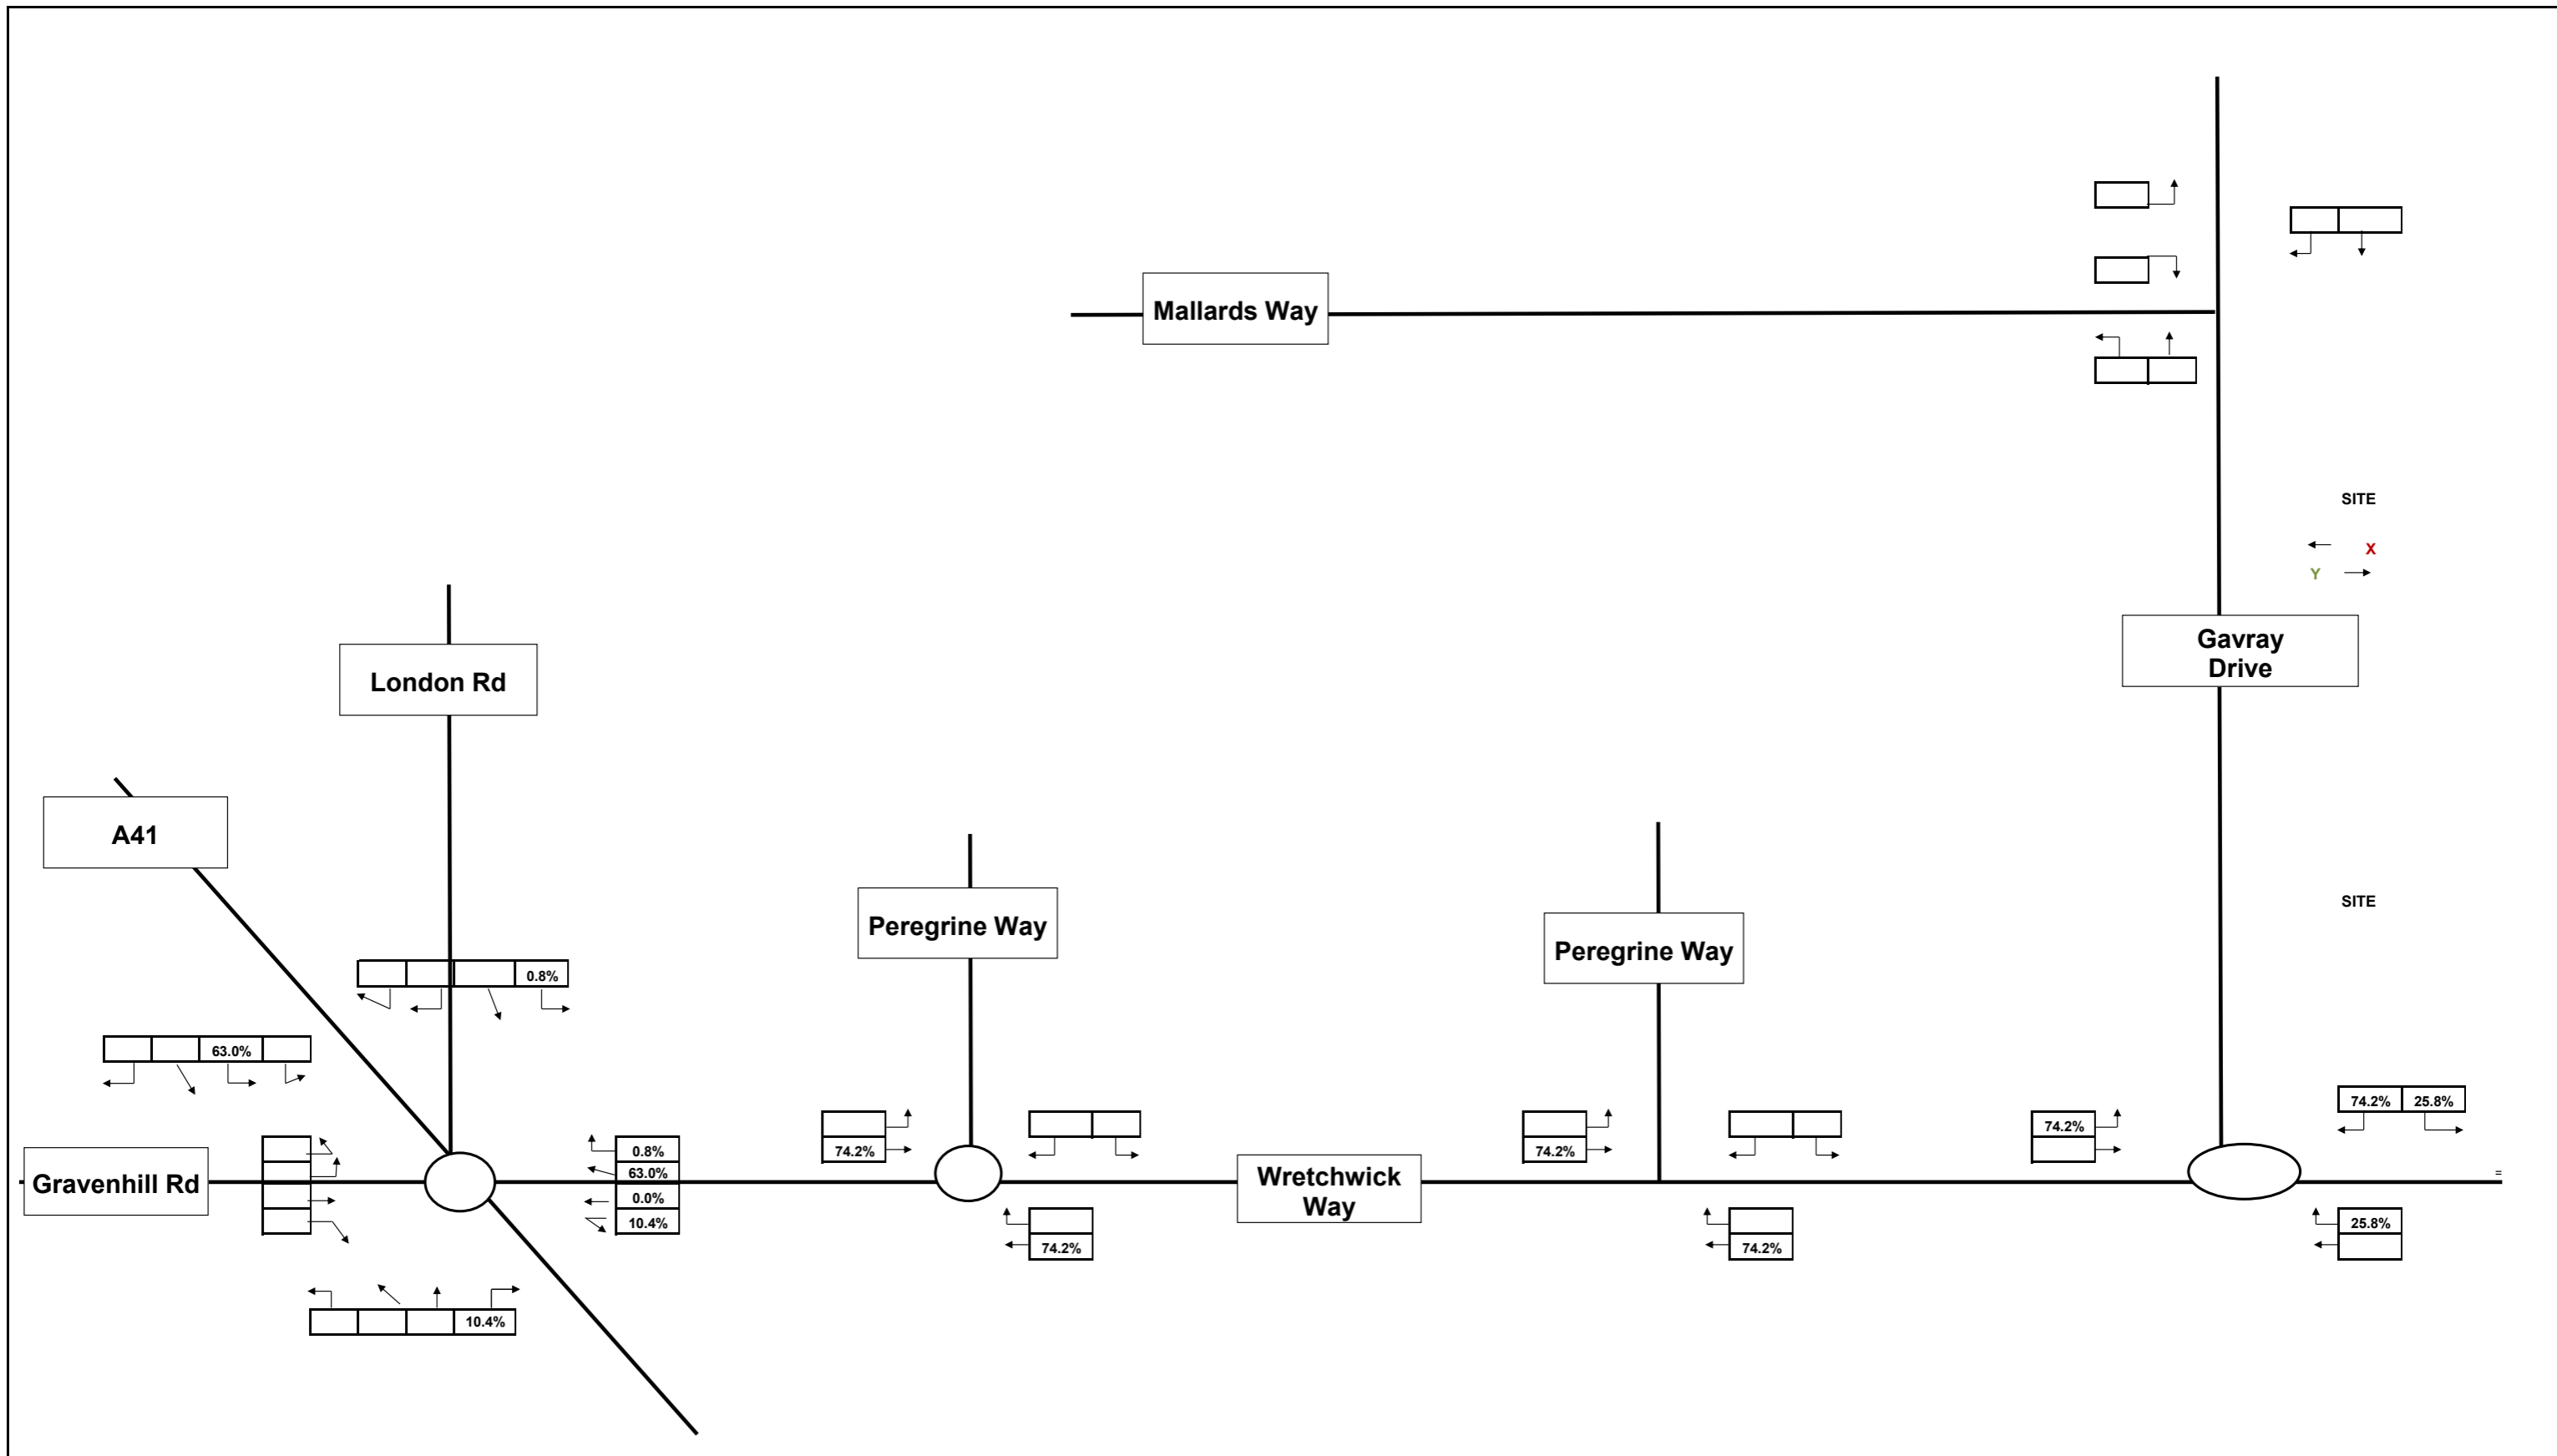 Mallards Way
SITE
X
Y
Gavray
Drive
London Rd
A41
Peregrine Way
Peregrine Way
SITE
0.8%
63.0%
74.2% 25.8%
74.2%
74.2%
74.2%
Gravenhill Rd
0.8%
63.0%
0.0%
10.4%
Wretchwick
Way
=
74.2%
74.2%
25.8%
10.4%